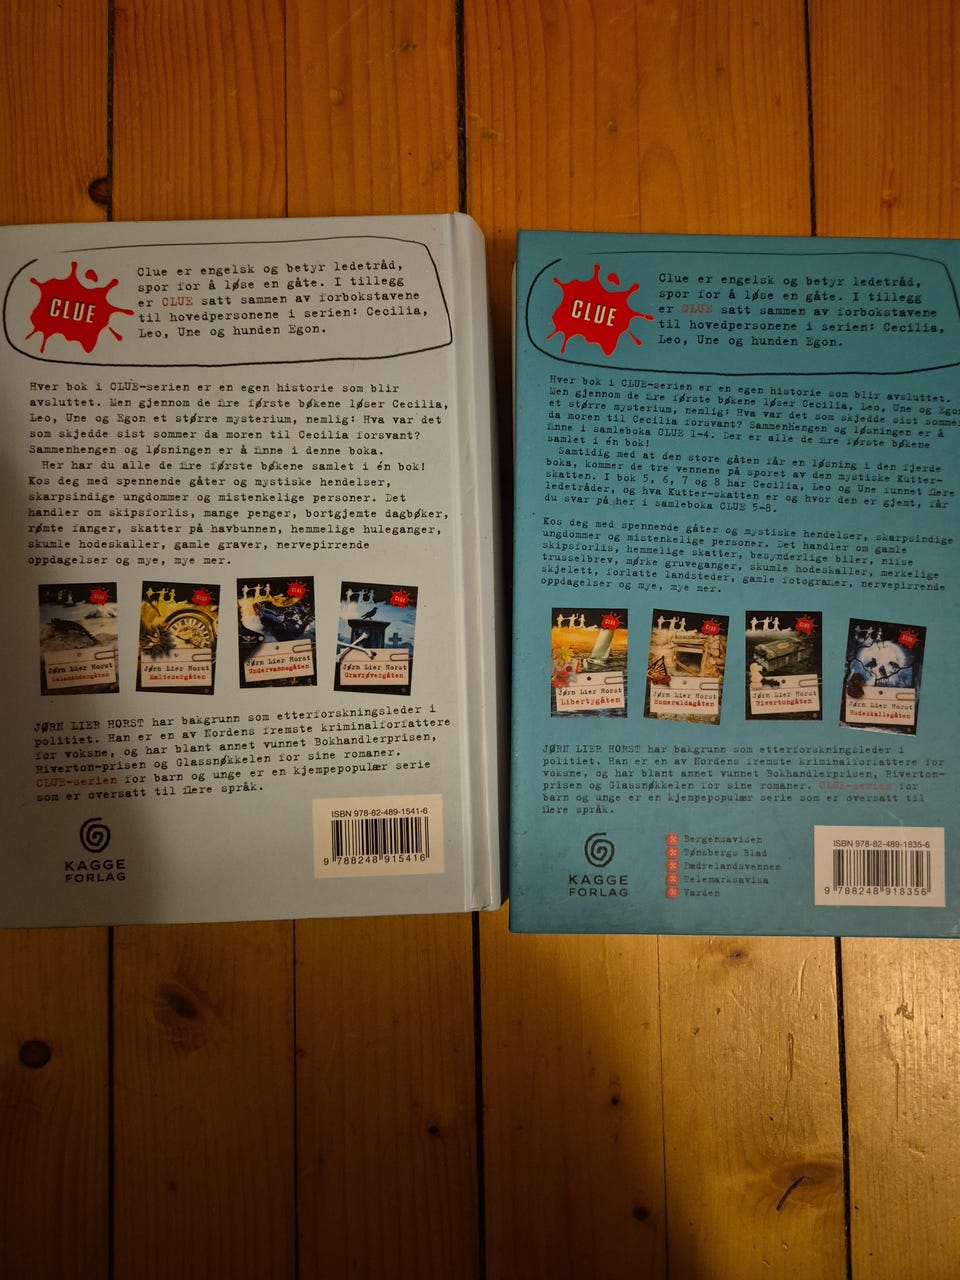 CLUE
Clue er engelsk og betyr ledetråd,
spor for å løse en gåte. I tillegg
er CLUE satt sammen av forbokstavene
til hovedpersonene i serien: Cecilia,
Leo, Une og hunden Egon.
Hver bok i CLUE-serien er en egen historie som blir
avsluttet. Men gjennom de fire første bøkene løser Cecilia,
Leo, Une og Egon et større mysterium, nemlig: Hva var det
som skjedde sist sommer da moren til Cecilia forsvant?
Sammenhengen og løsningen er å finne i denne boka.
Her har du alle de fire første bøkene samlet i én bok!
Kos deg med spennende gåter og mystiske hendelser,
skarpsindige ungdommer og mistenkelige personer. Det
handler om skipsforlis, mange penger, bortgjemte dagbøker,
rømte fanger, skatter på havbunnen, hemmelige huleganger,
skumle hodeskaller, gamle graver, nervepirrende
oppdagelser og mye, mye mer.
CLUE
Jørn Lier Horst
Salamandergåten
CLUE
Jørn Lier Horst
Maltesergåten
CLUE
Jørn Lier Horst
Undervannsgåten
CLUE
Jørn Lier Horst
Gravrøvergåten
JØRN LIER HORST har bakgrunn som etterforskningsleder i
politiet. Han er en av Nordens fremste kriminalforfattere
for voksne, og har blant annet vunnet Bokhandlerprisen,
Riverton-prisen og Glassnøkkelen for sine romaner.
CLUE-serien for barn og unge er en kjempepopulær serie
som er oversatt til flere språk.
KAGGE
FORLAG
ISBN 978-82-489-1541-6
9 788248 915416
CLUE
Clue er engelsk og betyr ledetråd,
spor for å løse en gåte. I tillegg
er CLUE satt sammen av forbokstavene
til hovedpersonene i serien: Cecilia,
Leo, Une og hunden Egon.
Hver bok i CLUE-serien er en egen historie som blir avsluttet.
Men gjennom de fire første bøkene løser Cecilia, Leo, Une og
et større mysterium, nemlig: Hva var det som skjedde sist
da moren til Cecilia forsvant? Sammenhengen og løsningen er å
finne i samleboka CLUE 1-4. Der er alle de fire første bøkene
samlet i én bok!
Samtidig med at den store gåten får en løsning i den fjerde
boka, kommer de tre vennene på sporet av den mystiske Kutter-
skatten. I bok 5, 6, 7 og 8 har Cecilia, Leo og Une funnet flere
ledetråder, og hva Kutter-skatten er og hvor den er gjemt, får
du svar på her i samleboka CLUE 5-8.
Kos deg med spennende gåter og mystiske hendelser, skarpsindige
ungdommer og mistenkelige personer. Det handler om gamle
skipsforlis, hemmelige skatter, besynderlige biler, nifse
trusselbrev, mørke gruveganger, skumle hodeskaller, merkelige
skjelett, forlatte landsteder, gamle fotografier, nervepirrende
oppdagelser og mye, mye mer.
CLUE
Jørn Lier Horst
Libertygåten
CLUE
Jørn Lier Horst
Esmeraldagåten
CLUE
Jørn Lier Horst
Rivertongåten
CLUE
Jørn Lier Horst
Hodeskallegåten
JØRN LIER HORST har bakgrunn som etterforskningsleder i
politiet. Han er en av Nordens fremste kriminalforfattere for
voksne, og har blant annet vunnet Bokhandlerprisen, Riverton-
prisen og Glassnøkkelen for sine romaner. CLUE-serien for
barn og unge er en kjempepopulær serie som er oversatt til
flere språk.
KAGGE
FORLAG
Bergensavisen
Tønsbergs Blad
Fædrelandsvennen
Telemarksavisa
Varden
ISBN 978-82-489-1835-6
9 788248 918356